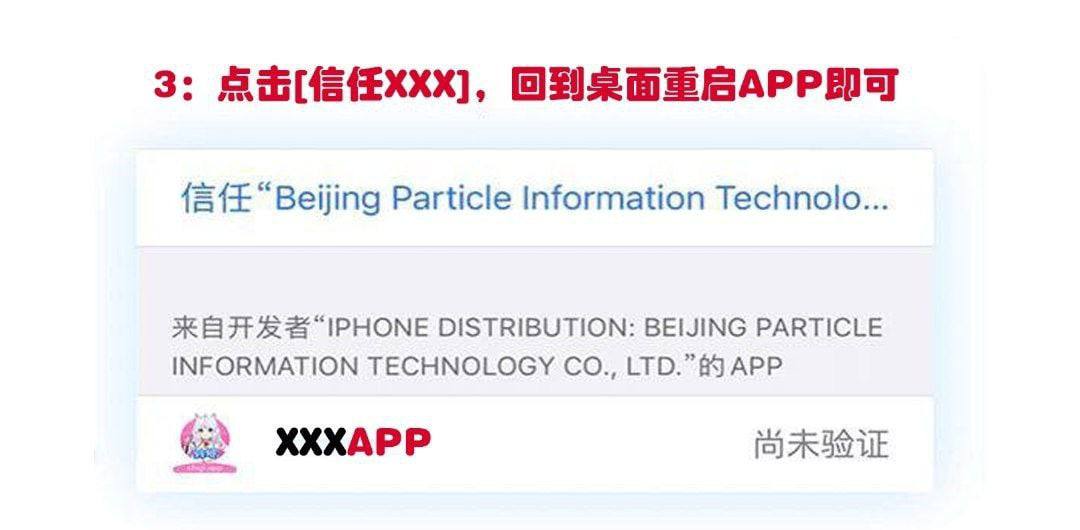 3：点击[信任XXX]，回到桌面重启APP即可
信任“Beijing Particle Information Technolo...
来自开发者“IPHONE DISTRIBUTION: BEIJING PARTICLE
INFORMATION TECHNOLOGY CO., LTD.”的 APP
XXXAPP
尚未验证